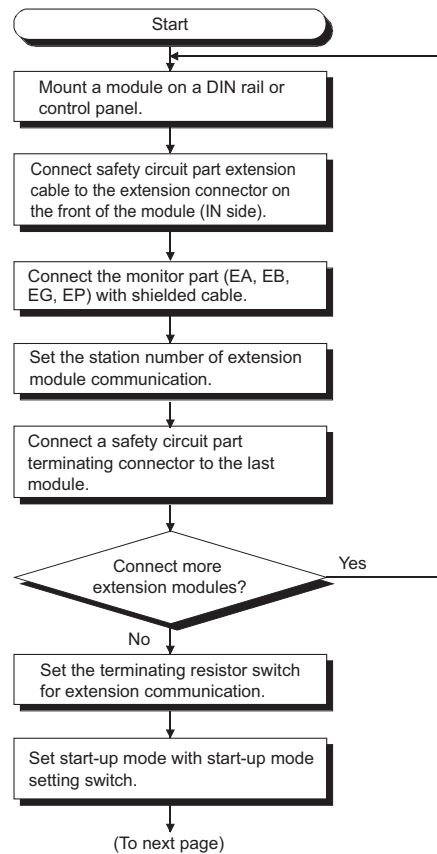 Start
Mount a module on a DIN rail or
control panel.
Connect safety circuit part extension
cable to the extension connector on
the front of the module (IN side).
Connect the monitor part (EA, EB,
EG, EP) with shielded cable.
Set the station number of extension
module communication.
Connect a safety circuit part
terminating connector to the last
module.
Connect more
extension modules?
Yes
No
Set the terminating resistor switch
for extension communication.
Set start-up mode with start-up mode
setting switch.
(To next page)